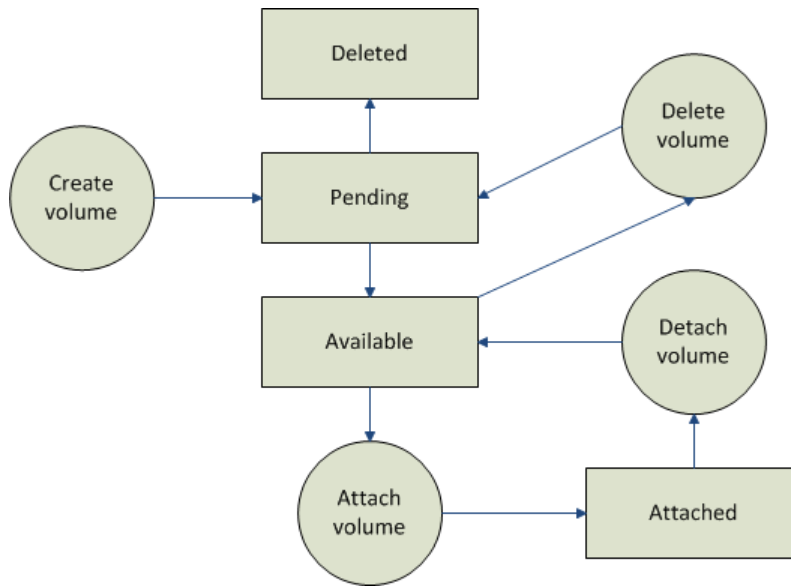 Deleted
Delete
volume
Create
volume
Pending
Available
Detach
volume
Attach
volume
Attached